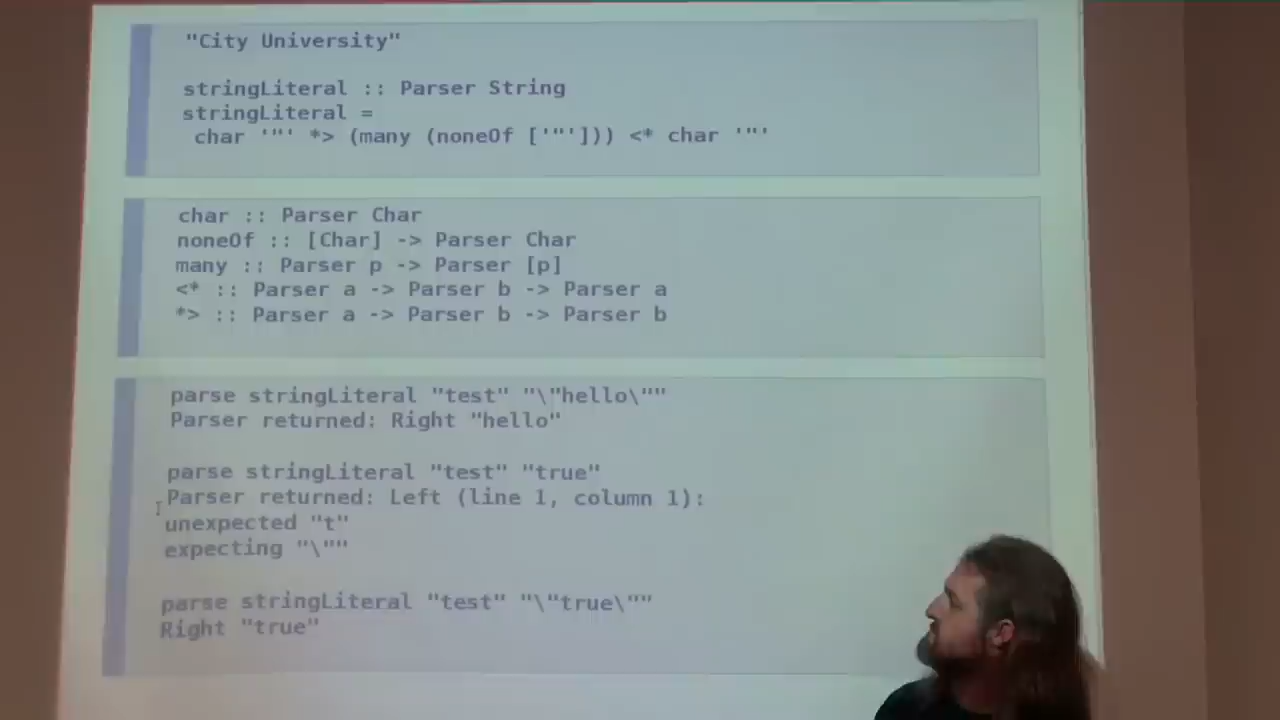 "City University"
stringLiteral :: Parser String
stringLiteral =
char '"' *> (many (noneOf ['"'])) <* char '"'
char :: Parser Char
noneOf :: [Char] -> Parser Char
many :: Parser p -> Parser [p]
<* :: Parser a -> Parser b -> Parser a
*> :: Parser a -> Parser b -> Parser b
parse stringLiteral "test" "\"hello\""
Parser returned: Right "hello"
parse stringLiteral "test" "true"
Parser returned: Left (line 1, column 1):
unexpected "t"
expecting "\""
parse stringLiteral "test" "\"true\""
Right "true"